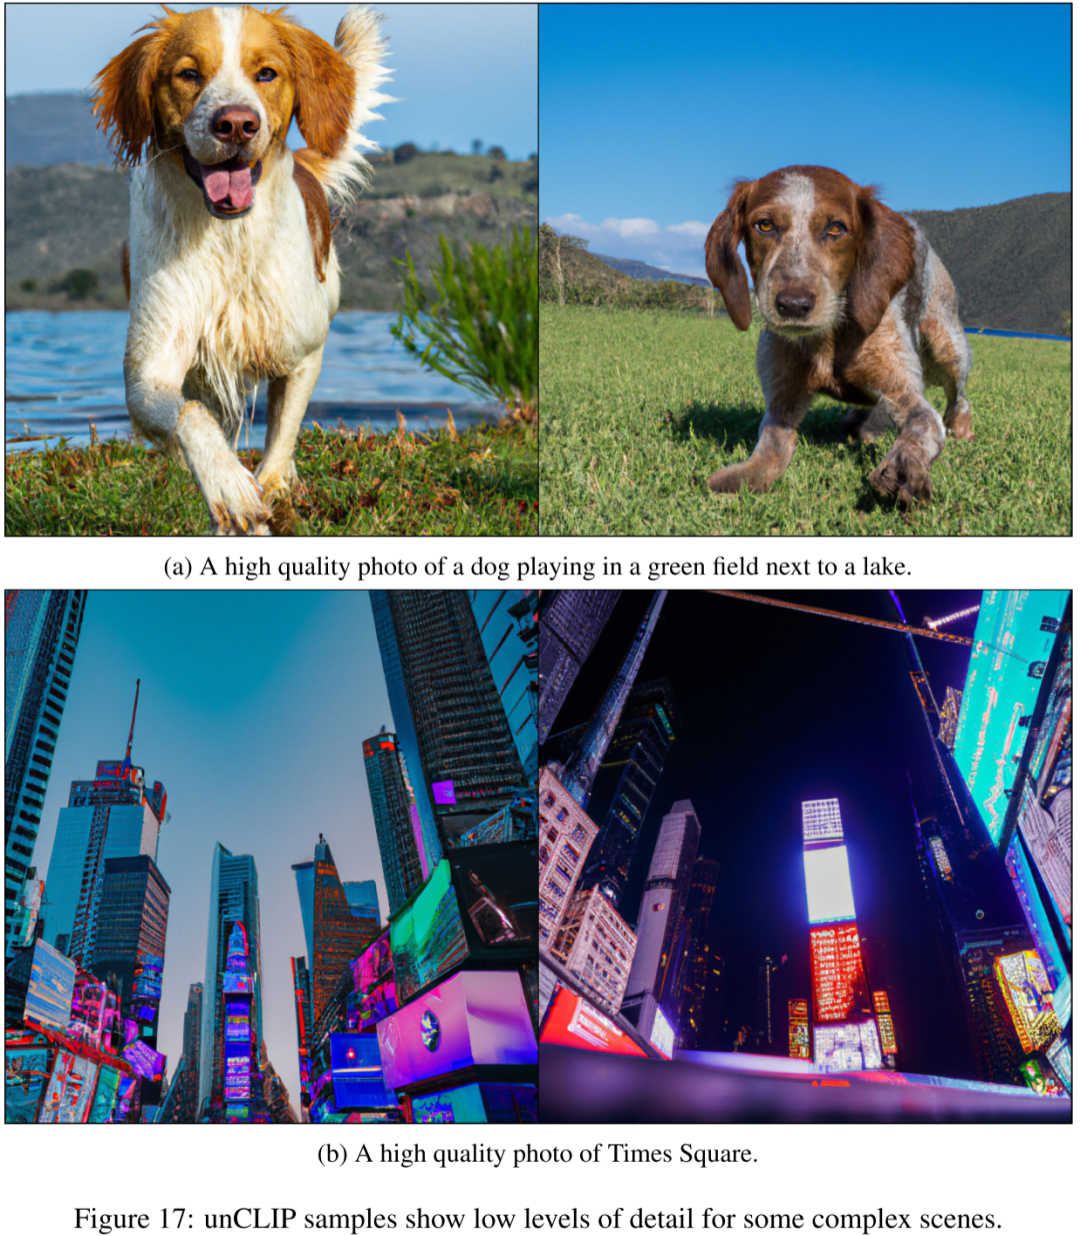 (a) A high quality photo of a dog playing in a green field next to a lake.
(b) A high quality photo of Times Square.
Figure 17: unCLIP samples show low levels of detail for some complex scenes.